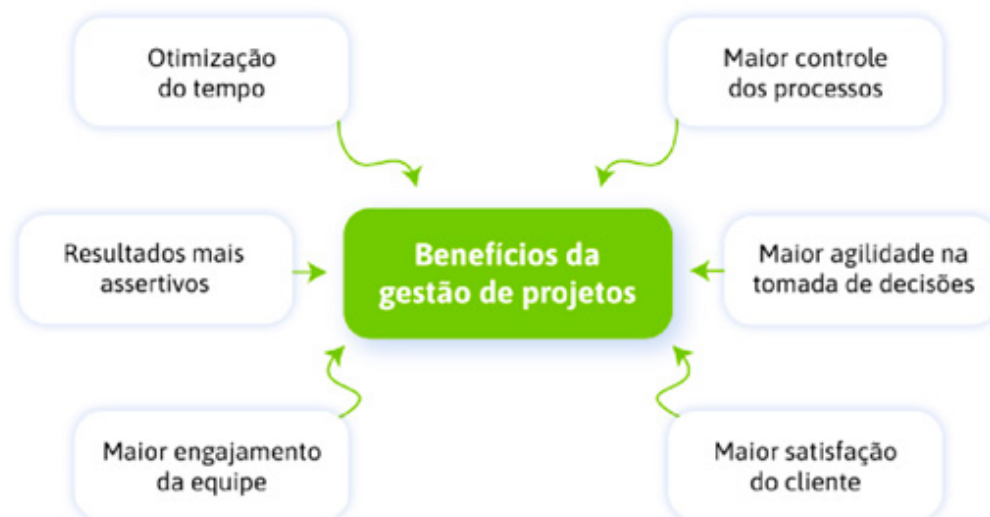 Otimização
do tempo
Maior controle
dos processos
Resultados mais
assertivos
Benefícios da
gestão de projetos
Maior agilidade na
tomada de decisões
Maior engajamento
da equipe
Maior satisfação
do cliente